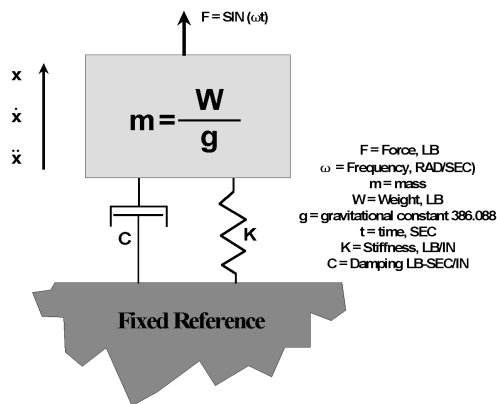 F = SIN (ωt)
x
ẋ
ẍ
m = W
g
C
K
Fixed Reference
F = Force, LB
ω = Frequency, RAD/SEC)
m = mass
W = Weight, LB
g = gravitational constant 386.088
t = time, SEC
K = Stiffness, LB/IN
C = Damping LB-SEC/IN